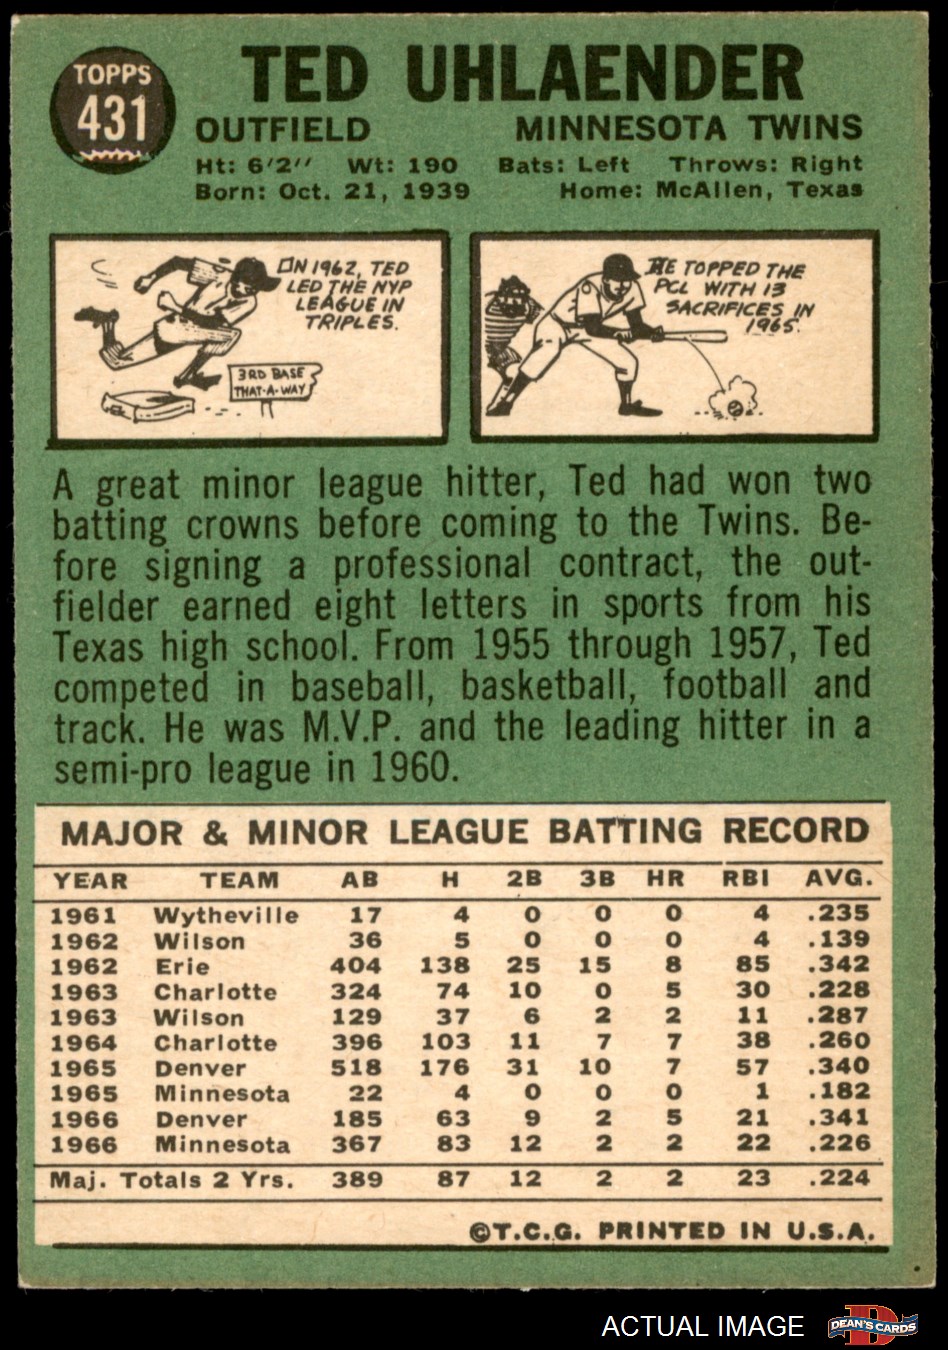 TOPPS
431
TED UHLAENDER
OUTFIELD MINNESOTA TWINS
Ht: 6'2" Wt: 190 Bats: Left Throws: Right
Born: Oct. 21, 1939 Home: McAllen, Texas
ON 1962, TED
LED THE NYP
LEAGUE IN
TRIPLES.
3RD BASE
THAT-A-WAY
HE TOPPED THE
PCL WITH 13
SACRIFICES IN
1965.
A great minor league hitter, Ted had won two
batting crowns before coming to the Twins. Be-
fore signing a professional contract, the out-
fielder earned eight letters in sports from his
Texas high school. From 1955 through 1957, Ted
competed in baseball, basketball, football and
track. He was M.V.P. and the leading hitter in a
semi-pro league in 1960.
MAJOR & MINOR LEAGUE BATTING RECORD
YEAR TEAM AB H 2B 3B HR RBI AVG.
1961 Wytheville 17 4 0 0 0 4 .235
1962 Wilson 36 5 0 0 0 4 .139
1962 Erie 404 138 25 15 8 85 .342
1963 Charlotte 324 74 10 0 5 30 .228
1963 Wilson 129 37 6 2 2 11 .287
1964 Charlotte 396 103 11 7 7 38 .260
1965 Denver 518 176 31 10 7 57 .340
1965 Minnesota 22 4 0 0 0 1 .182
1966 Denver 185 63 9 2 5 21 .341
1966 Minnesota 367 83 12 2 2 22 .226
Maj. Totals 2 Yrs. 389 87 12 2 2 23 .224
©T.C.G. PRINTED IN U.S.A.
ACTUAL IMAGE
DEAN'S CARDS